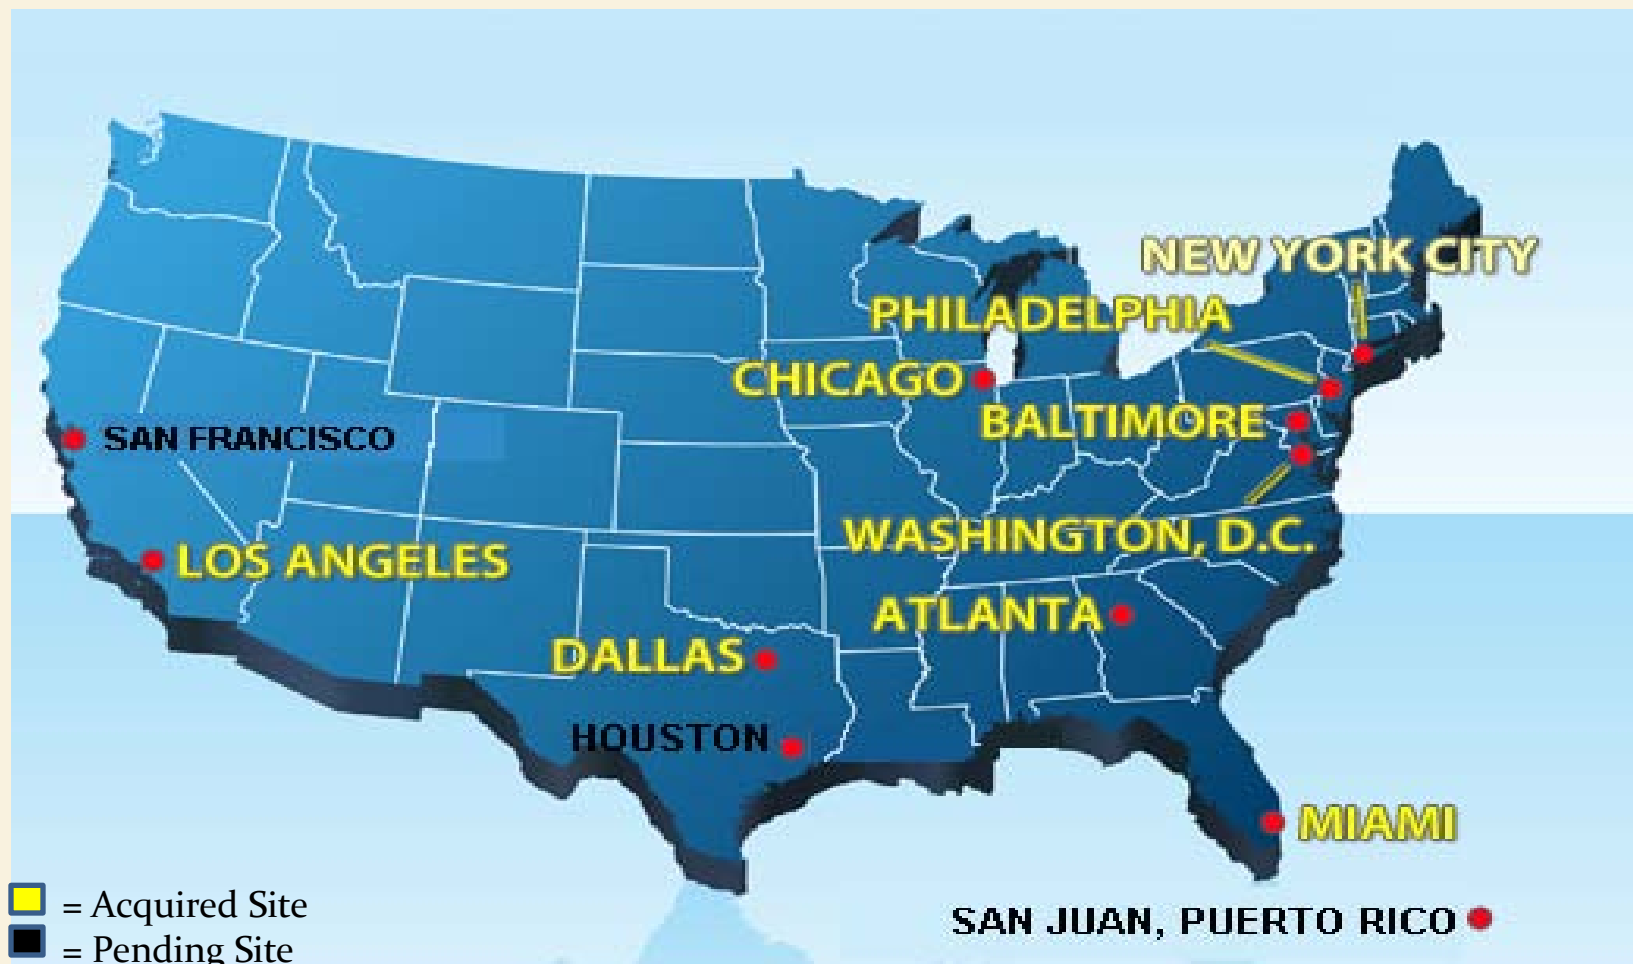 NEW YORK CITY
PHILADELPHIA
CHICAGO
BALTIMORE
SAN FRANCISCO
WASHINGTON, D.C.
LOS ANGELES
ATLANTA
DALLAS
HOUSTON
MIAMI
= Acquired Site
SAN JUAN, PUERTO RICO
= Pending Site